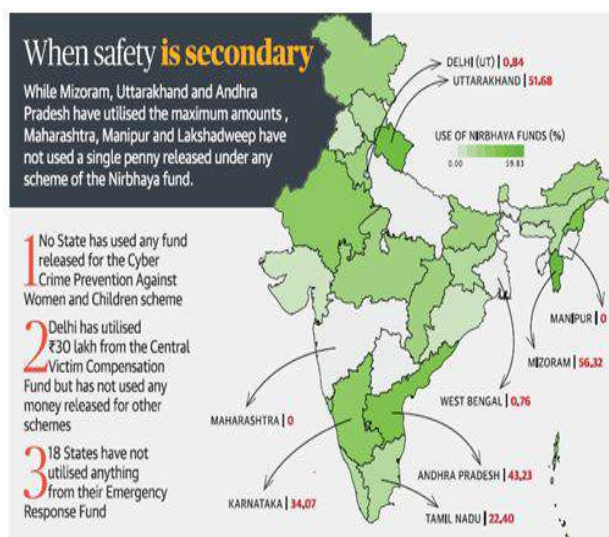 When safety is secondary
While Mizoram, Uttarakhand and Andhra
Pradesh have utilised the maximum amounts ,
Maharashtra, Manipur and Lakshadweep have
not used a single penny released under any
scheme of the Nirbhaya fund.
1 No State has used any fund
released for the Cyber
Crime Prevention Against
Women and Children scheme
2 Delhi has utilised
₹30 lakh from the Central
Victim Compensation
Fund but has not used any
money released for other
schemes
3 18 States have not
utilised anything
from their Emergency
Response Fund
DELHI (UT) | 0.84
UTTARAKHAND | 51.68
USE OF NIRBHAYA FUNDS (%)
0.00 59.83
MANIPUR | 0
MIZORAM | 56.32
WEST BENGAL | 0.76
MAHARASHTRA | 0
ANDHRA PRADESH | 43.23
KARNATAKA | 34.07
TAMIL NADU | 22.40